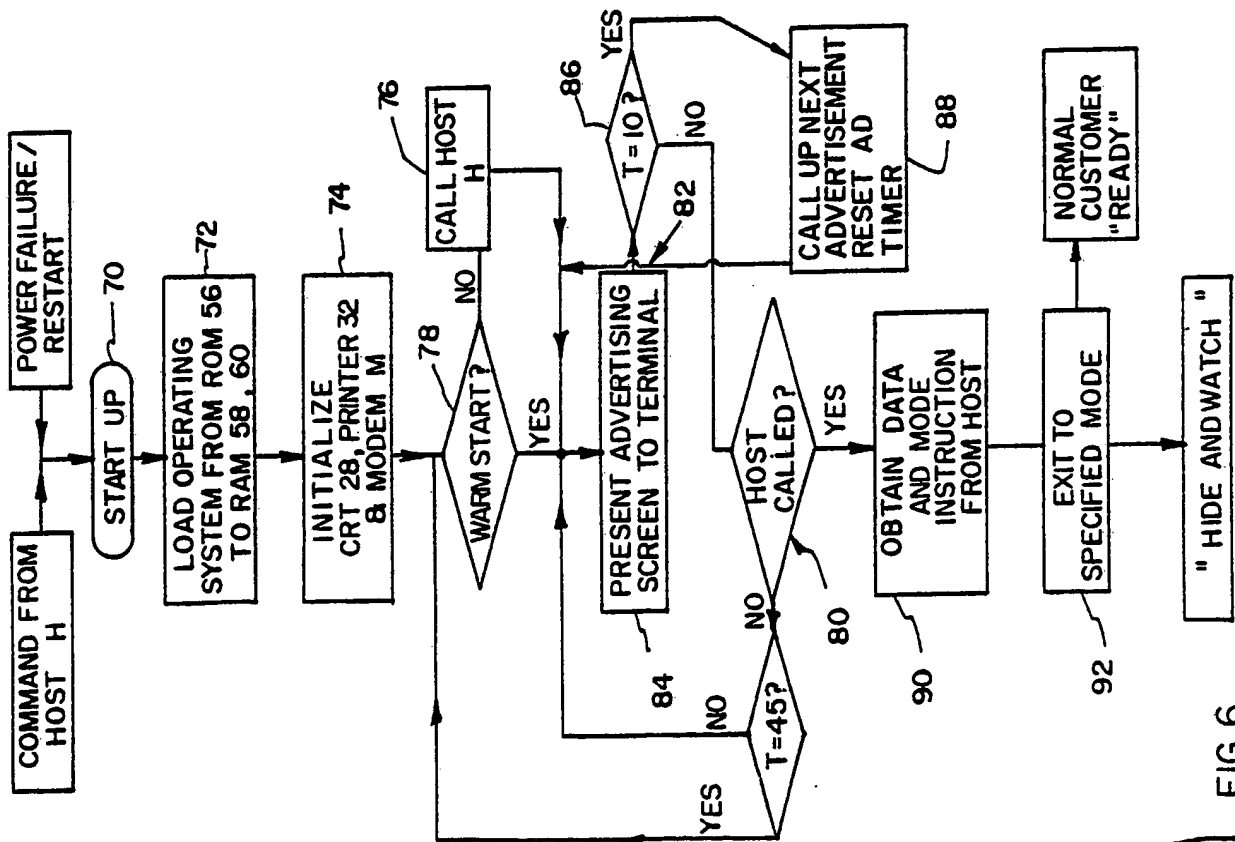 COMMAND FROM
HOST H
POWER FAILURE /
RESTART
START UP
70
LOAD OPERATING
SYSTEM FROM ROM 56
TO RAM 58, 60
72
INITIALIZE
CRT 28, PRINTER 32
& MODEM M
74
WARM START?
78
NO
CALL HOST
H
76
YES
PRESENT ADVERTISING
SCREEN TO TERMINAL
84
82
T=10?
86
YES
NO
CALL UP NEXT
ADVERTISEMENT
RESET AD
TIMER
88
HOST
CALLED?
80
NO
T=45?
NO
YES
YES
OBTAIN DATA
AND MODE
INSTRUCTION
FROM HOST
90
EXIT TO
SPECIFIED MODE
92
NORMAL
CUSTOMER
"READY"
" HIDE AND WATCH "
FIG. 6